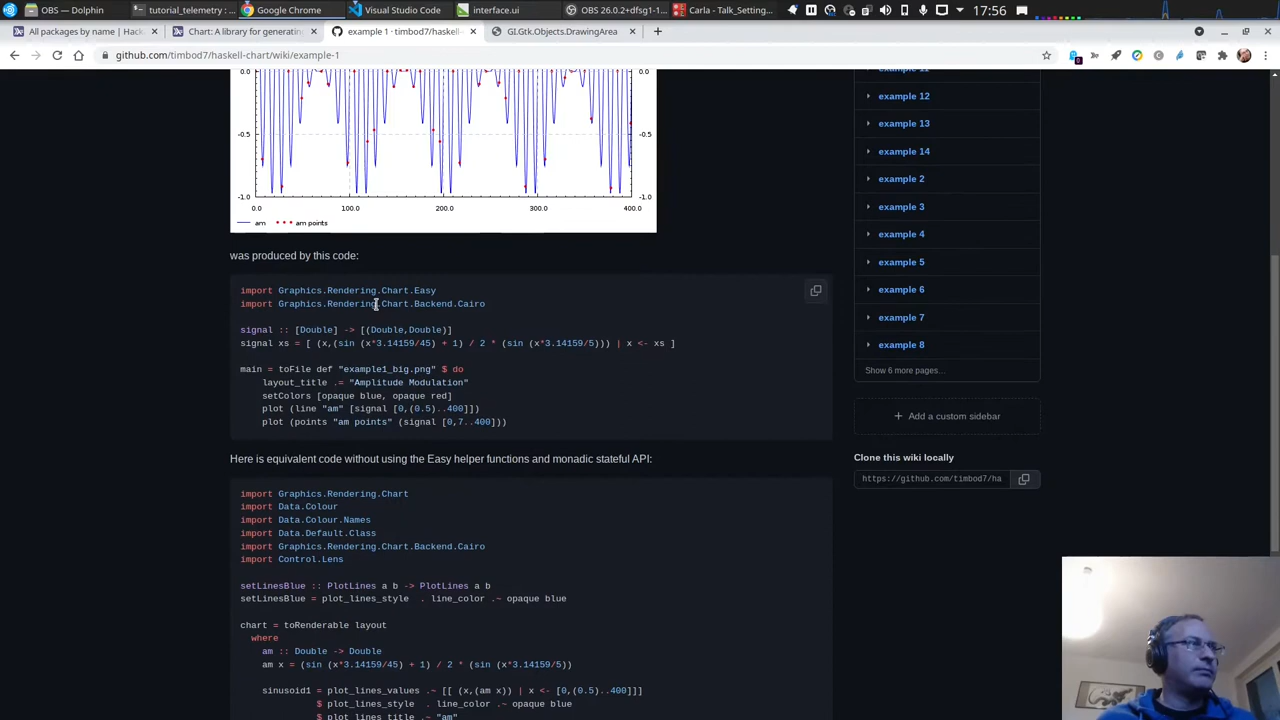 OBS — Dolphin
tutorial_telemetry : ...
Google Chrome
Visual Studio Code
interface.ui
OBS 26.0.2+dfsg1-1...
Carla - Talk_Setting...
17:56
All packages by name | Hack
Chart: A library for generating
example 1 · timbod7/haskell-
GI.Gtk.Objects.DrawingArea
github.com/timbod7/haskell-chart/wiki/example-1
0.0
-0.5
-1.0
0.0
-0.5
-1.0
0.0 100.0 200.0 300.0 400.0
am am points
was produced by this code:
import Graphics.Rendering.Chart.Easy
import Graphics.Rendering.Chart.Backend.Cairo
signal :: [Double] -> [(Double,Double)]
signal xs = [ (x,(sin (x*3.14159/45) + 1) / 2 * (sin (x*3.14159/5))) | x <- xs ]
main = toFile def "example1_big.png" $ do
layout_title .= "Amplitude Modulation"
setColors [opaque blue, opaque red]
plot (line "am" [signal [0,(0.5)..400]])
plot (points "am points" (signal [0,7..400]))
Here is equivalent code without using the Easy helper functions and monadic stateful API:
import Graphics.Rendering.Chart
import Data.Colour
import Data.Colour.Names
import Data.Default.Class
import Graphics.Rendering.Chart.Backend.Cairo
import Control.Lens
setLinesBlue :: PlotLines a b -> PlotLines a b
setLinesBlue = plot_lines_style . line_color .~ opaque blue
chart = toRenderable layout
where
am :: Double -> Double
am x = (sin (x*3.14159/45) + 1) / 2 * (sin (x*3.14159/5))
sinusoid1 = plot_lines_values .~ [[ (x,(am x)) | x <- [0,(0.5)..400]]]
$ plot_lines_style . line_color .~ opaque blue
$ plot_lines_title .~ "am"
example 11
example 12
example 13
example 14
example 2
example 3
example 4
example 5
example 6
example 7
example 8
Show 6 more pages...
Add a custom sidebar
Clone this wiki locally
https://github.com/timbod7/ha